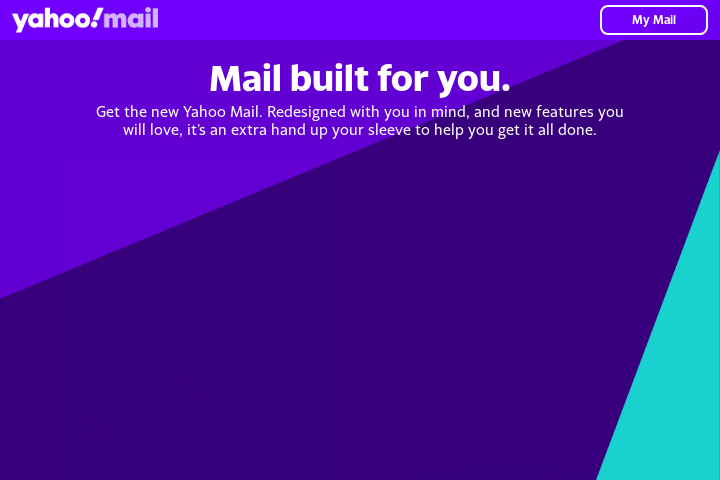 yahoo!mail
My Mail
Mail built for you.
Get the new Yahoo Mail. Redesigned with you in mind, and new features you
will love, it's an extra hand up your sleeve to help you get it all done.